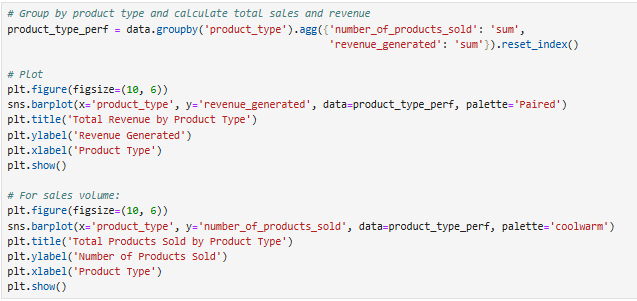 # Group by product type and calculate total sales and revenue
product_type_perf = data.groupby('product_type').agg({'number_of_products_sold': 'sum',
                                                      'revenue_generated': 'sum'}).reset_index()

# Plot
plt.figure(figsize=(10, 6))
sns.barplot(x='product_type', y='revenue_generated', data=product_type_perf, palette='Paired')
plt.title('Total Revenue by Product Type')
plt.ylabel('Revenue Generated')
plt.xlabel('Product Type')
plt.show()

# For sales volume:
plt.figure(figsize=(10, 6))
sns.barplot(x='product_type', y='number_of_products_sold', data=product_type_perf, palette='coolwarm')
plt.title('Total Products Sold by Product Type')
plt.ylabel('Number of Products Sold')
plt.xlabel('Product Type')
plt.show()